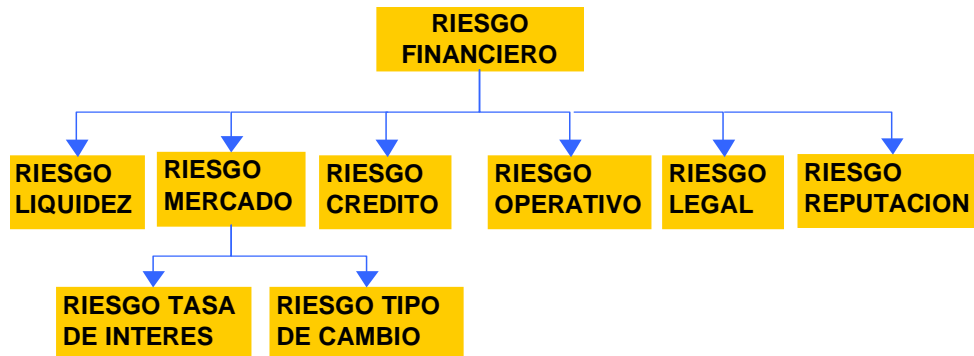 RIESGO
FINANCIERO
RIESGO
LIQUIDEZ
RIESGO
MERCADO
RIESGO
CREDITO
RIESGO
OPERATIVO
RIESGO
LEGAL
RIESGO
REPUTACION
RIESGO TASA
DE INTERES
RIESGO TIPO
DE CAMBIO